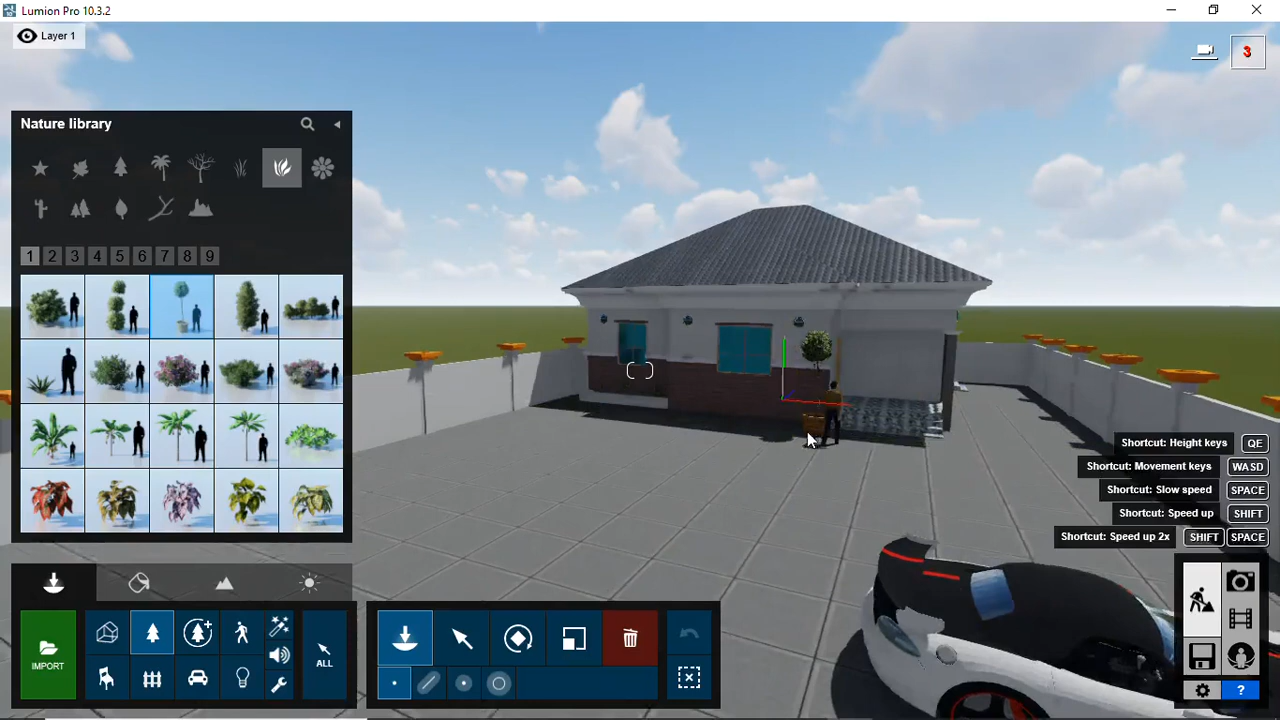 Lumion Pro 10.3.2
Layer 1
3
Nature library
1 2 3 4 5 6 7 8 9
Shortcut: Height keys QE
Shortcut: Movement keys WASD
Shortcut: Slow speed SPACE
Shortcut: Speed up SHIFT
Shortcut: Speed up 2x SHIFT SPACE
IMPORT
ALL
?